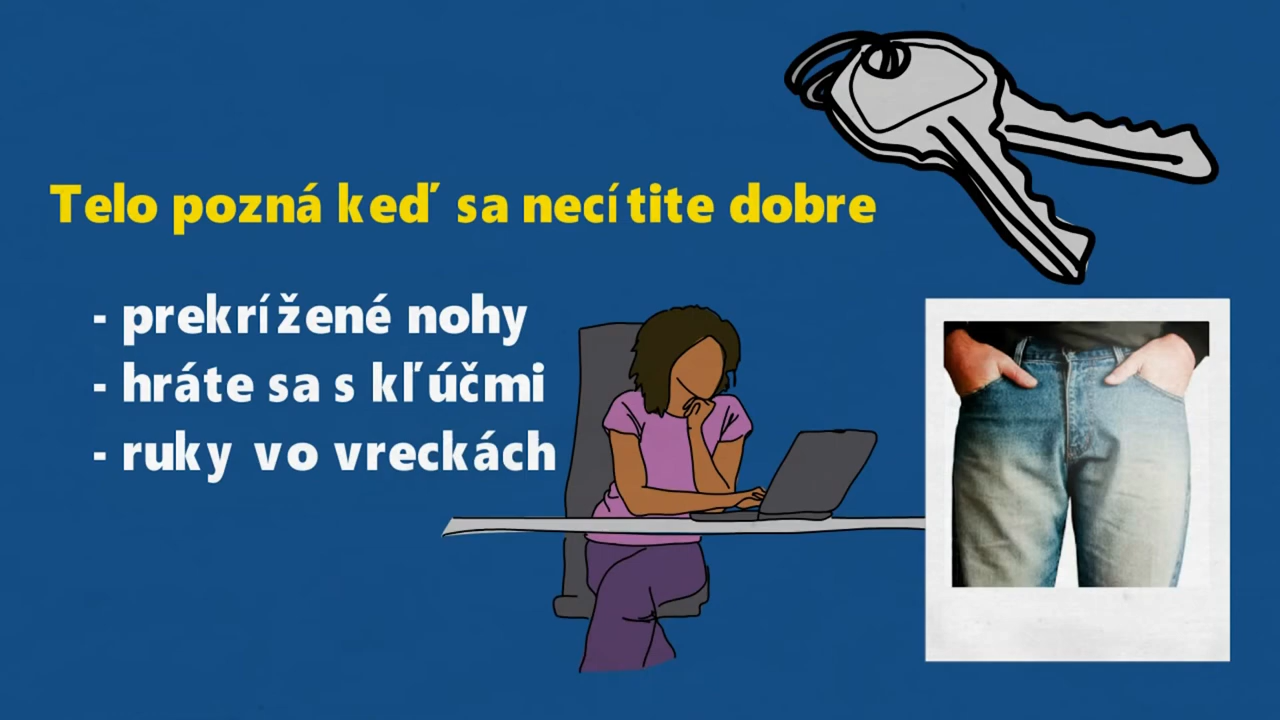 Telo pozná keď sa necítite dobre
- prekrížené nohy
- hráte sa s kľúčmi
- ruky vo vreckách